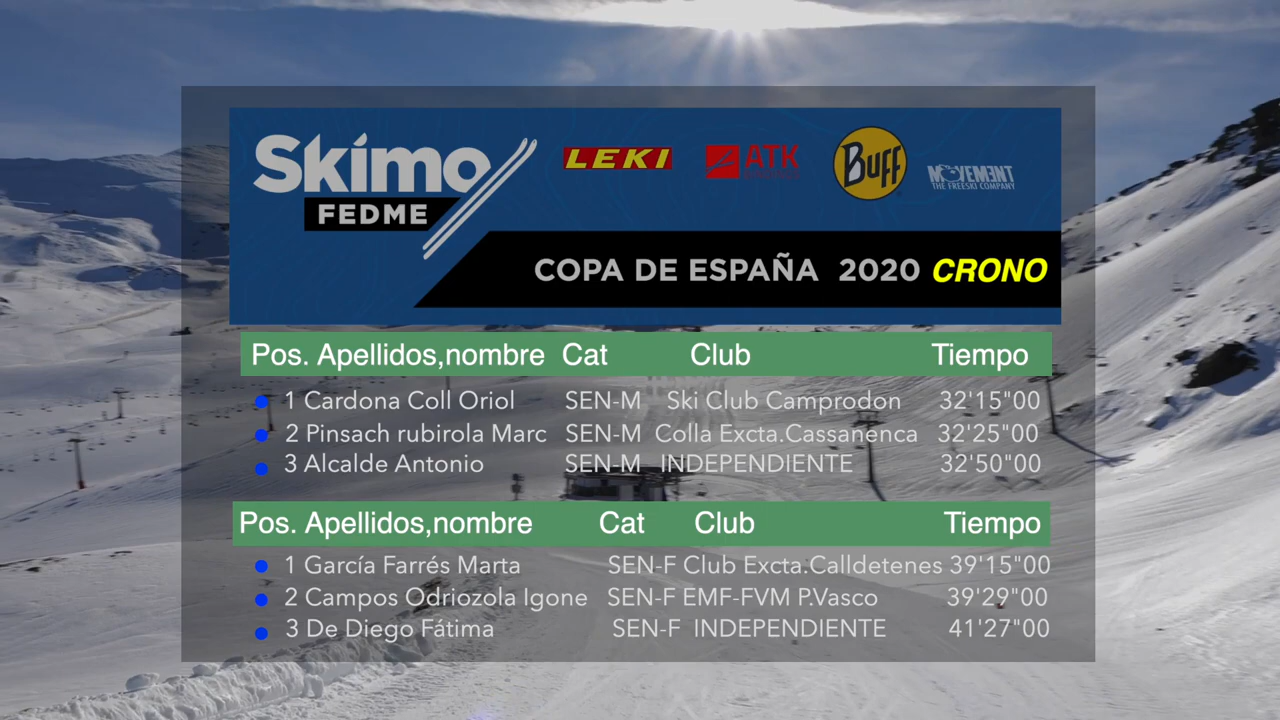 Skimo
FEDME
LEKI
ATK
BUFF
MOVEMENT
THE FREESKI COMPANY
COPA DE ESPAÑA 2020 CRONO
Pos. Apellidos,nombre Cat Club Tiempo
1 Cardona Coll Oriol SEN-M Ski Club Camprodon 32'15"00
2 Pinsach rubirola Marc SEN-M Colla Excta.Cassanenca 32'25"00
3 Alcalde Antonio SEN-M INDEPENDIENTE 32'50"00
Pos. Apellidos,nombre Cat Club Tiempo
1 García Farrés Marta SEN-F Club Excta.Calldetenes 39'15"00
2 Campos Odriozola Igone SEN-F EMF-FVM P.Vasco 39'29"00
3 De Diego Fátima SEN-F INDEPENDIENTE 41'27"00